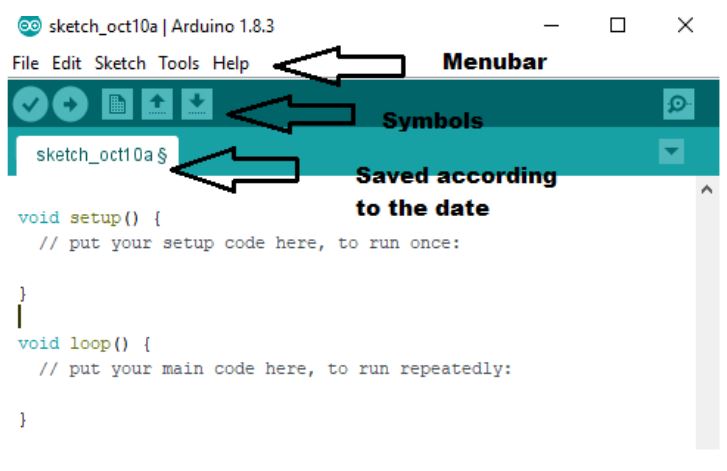 sketch_oct10a | Arduino 1.8.3
File Edit Sketch Tools Help
Menubar
Symbols
sketch_oct10a §
Saved according
to the date
void setup() {
  // put your setup code here, to run once:
}
void loop() {
  // put your main code here, to run repeatedly:
}